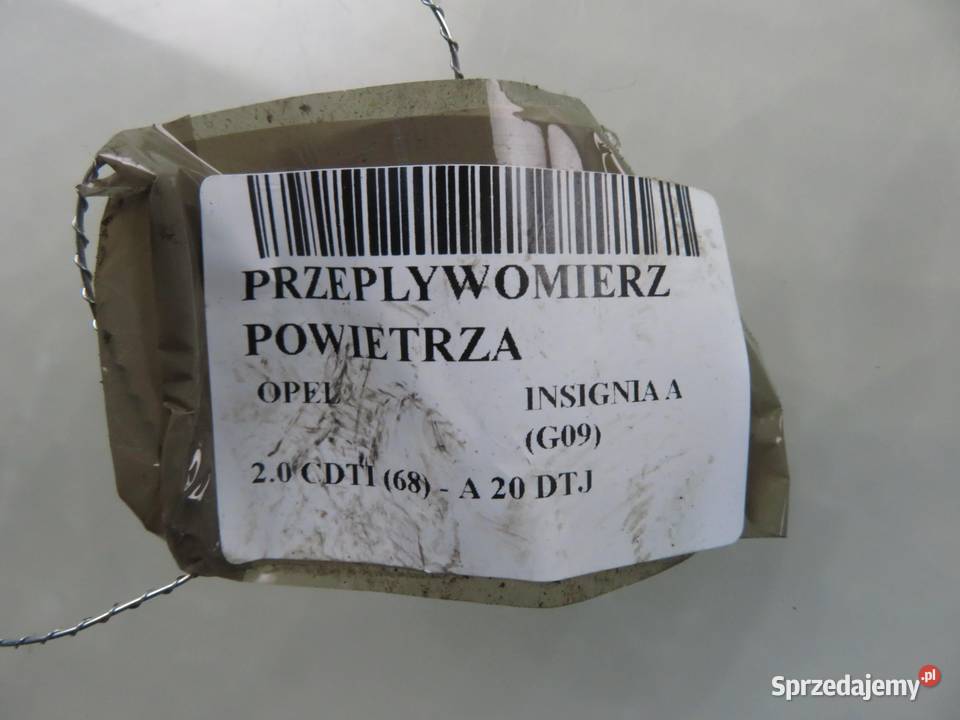 PRZEPLYWOMIERZ
POWIETRZA
OPEL INSIGNIA A
(G09)
2.0 CDTI (68) - A 20 DTJ
Sprzedajemy.pl